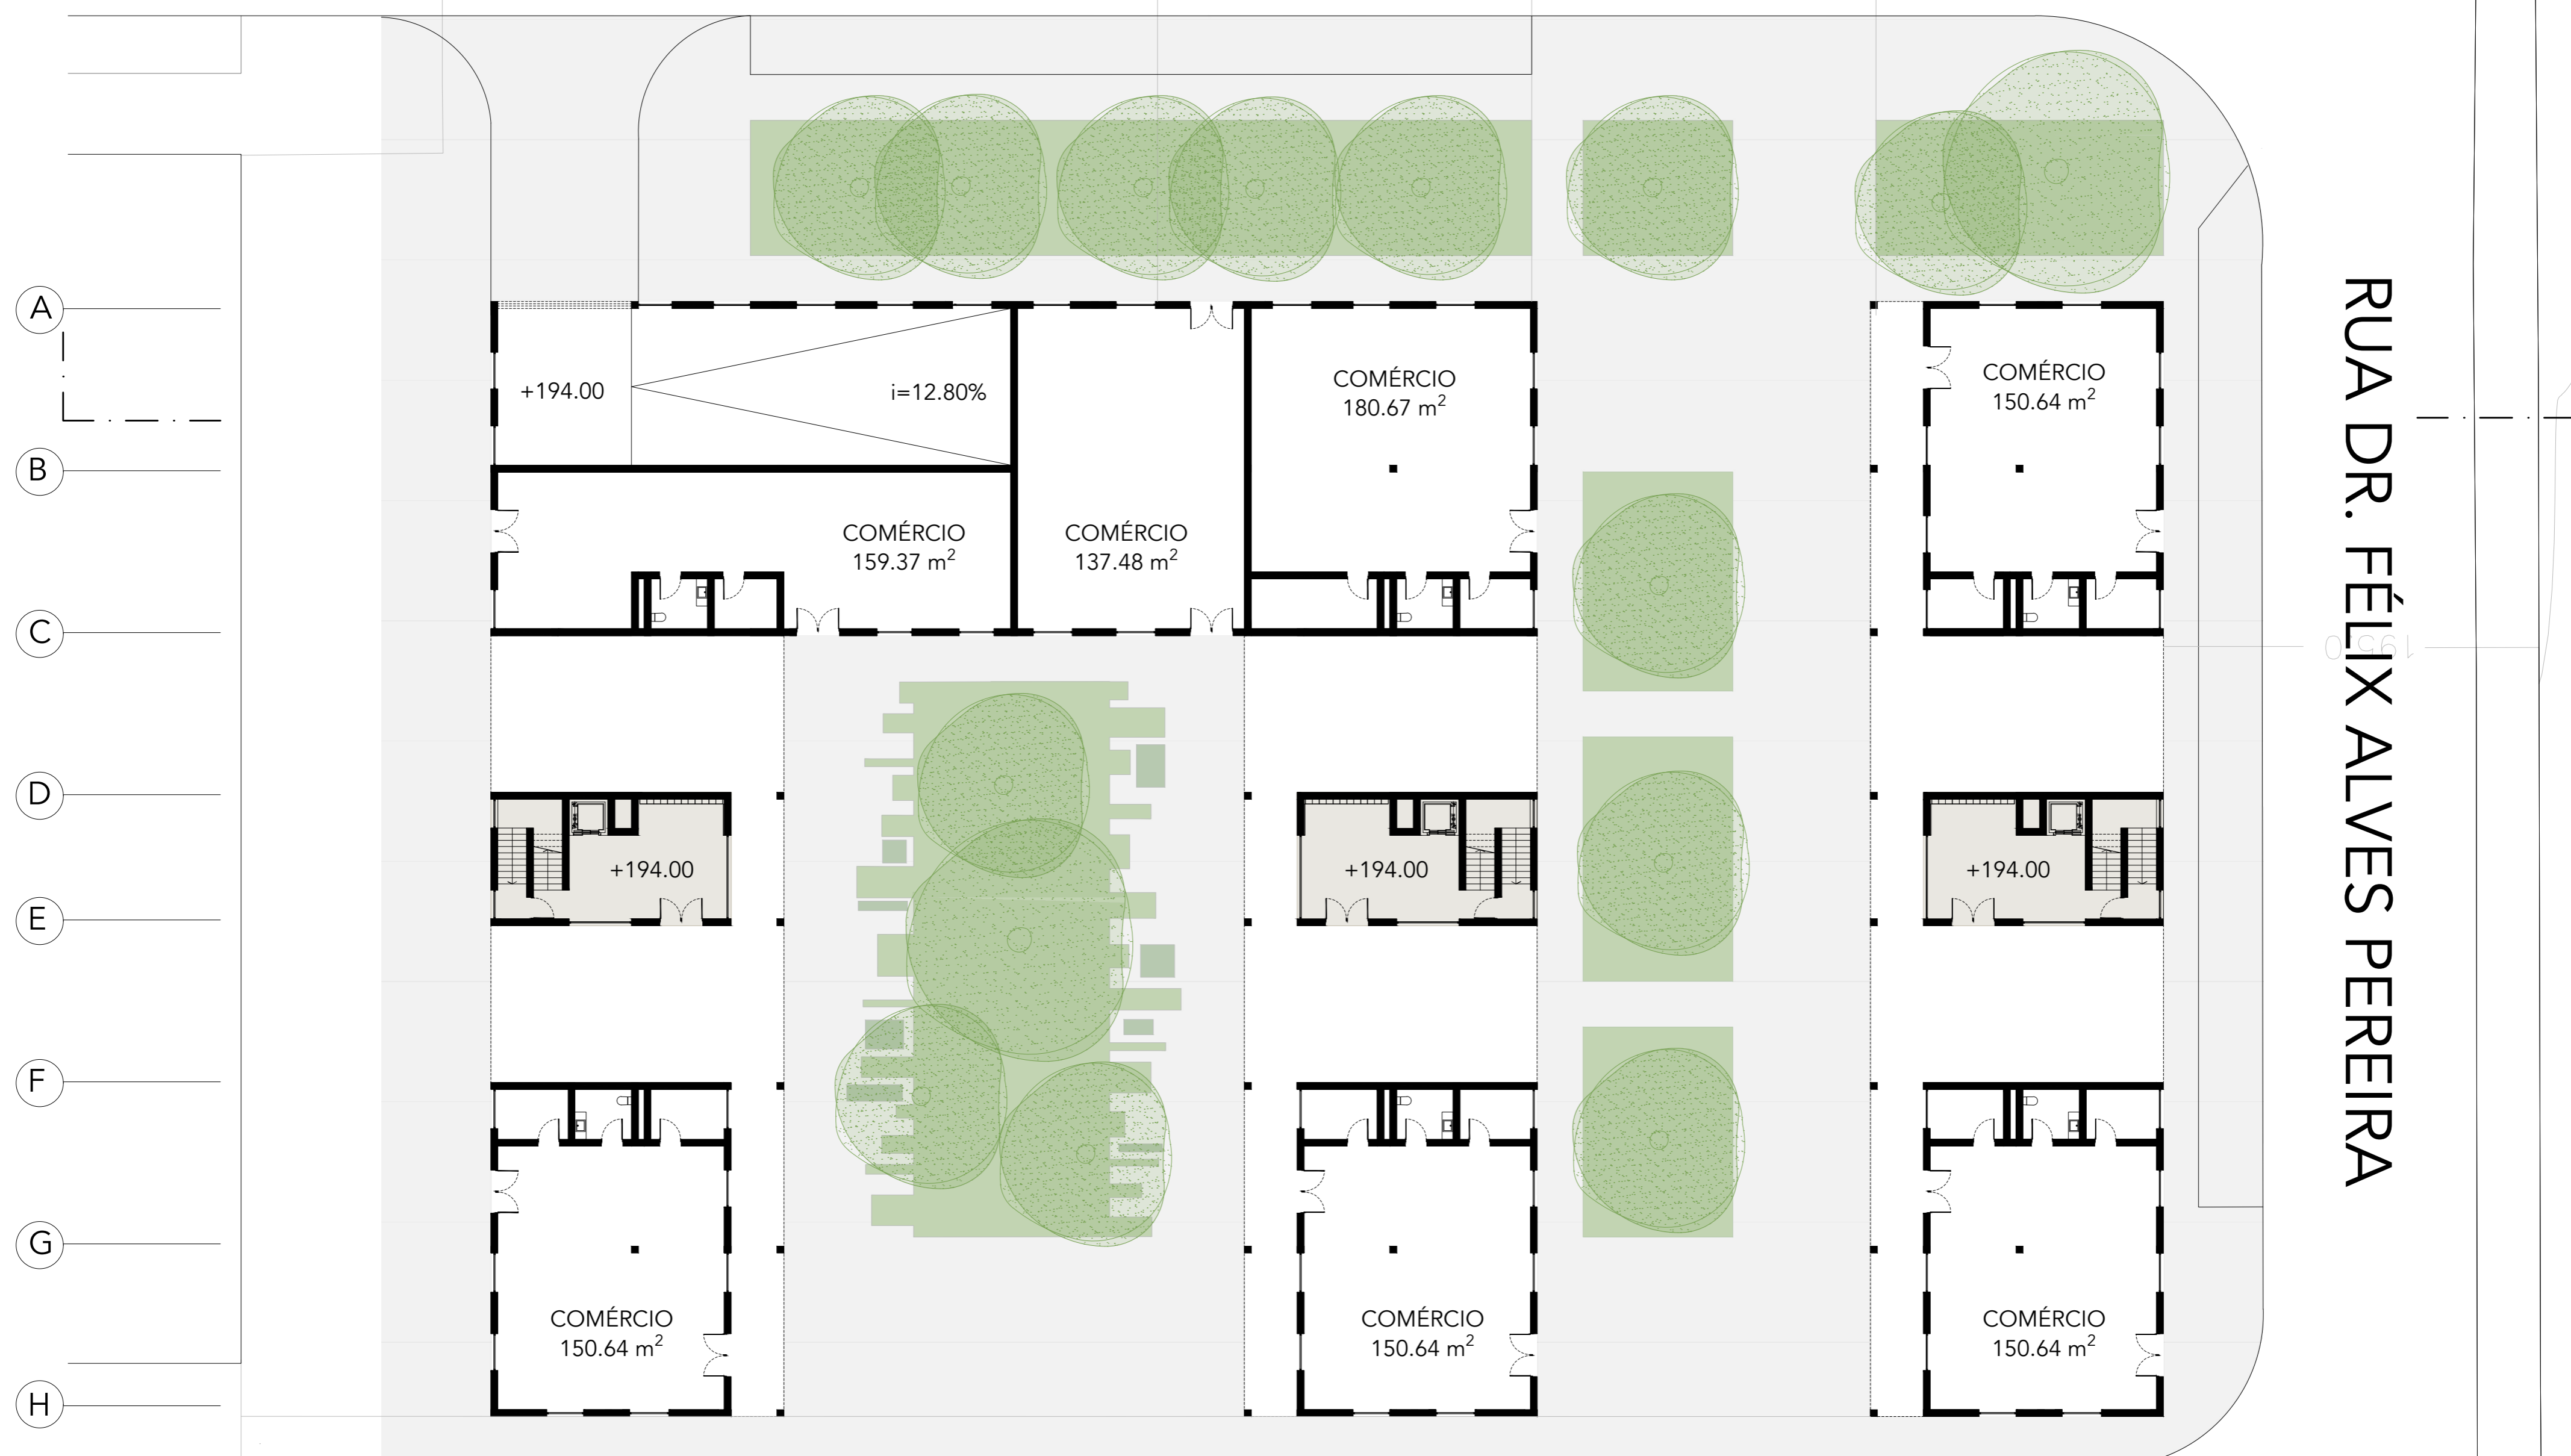 A
B
C
D
E
F
G
H
+194.00
i=12.80%
COMÉRCIO
180.67 m²
COMÉRCIO
150.64 m²
COMÉRCIO
159.37 m²
COMÉRCIO
137.48 m²
+194.00
+194.00
+194.00
COMÉRCIO
150.64 m²
COMÉRCIO
150.64 m²
COMÉRCIO
150.64 m²
RUA DR. FÉLIX ALVES PEREIRA